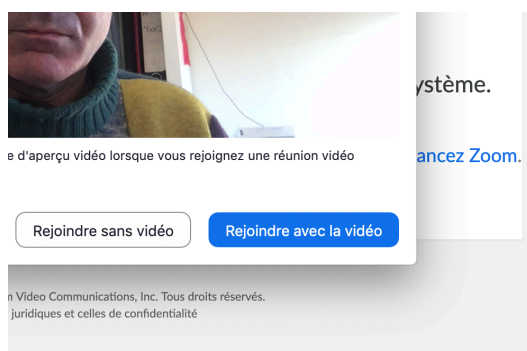 ystème.
e d'aperçu vidéo lorsque vous rejoignez une réunion vidéo
ancez Zoom.
Rejoindre sans vidéo
Rejoindre avec la vidéo
n Video Communications, Inc. Tous droits réservés.
juridiques et celles de confidentialité